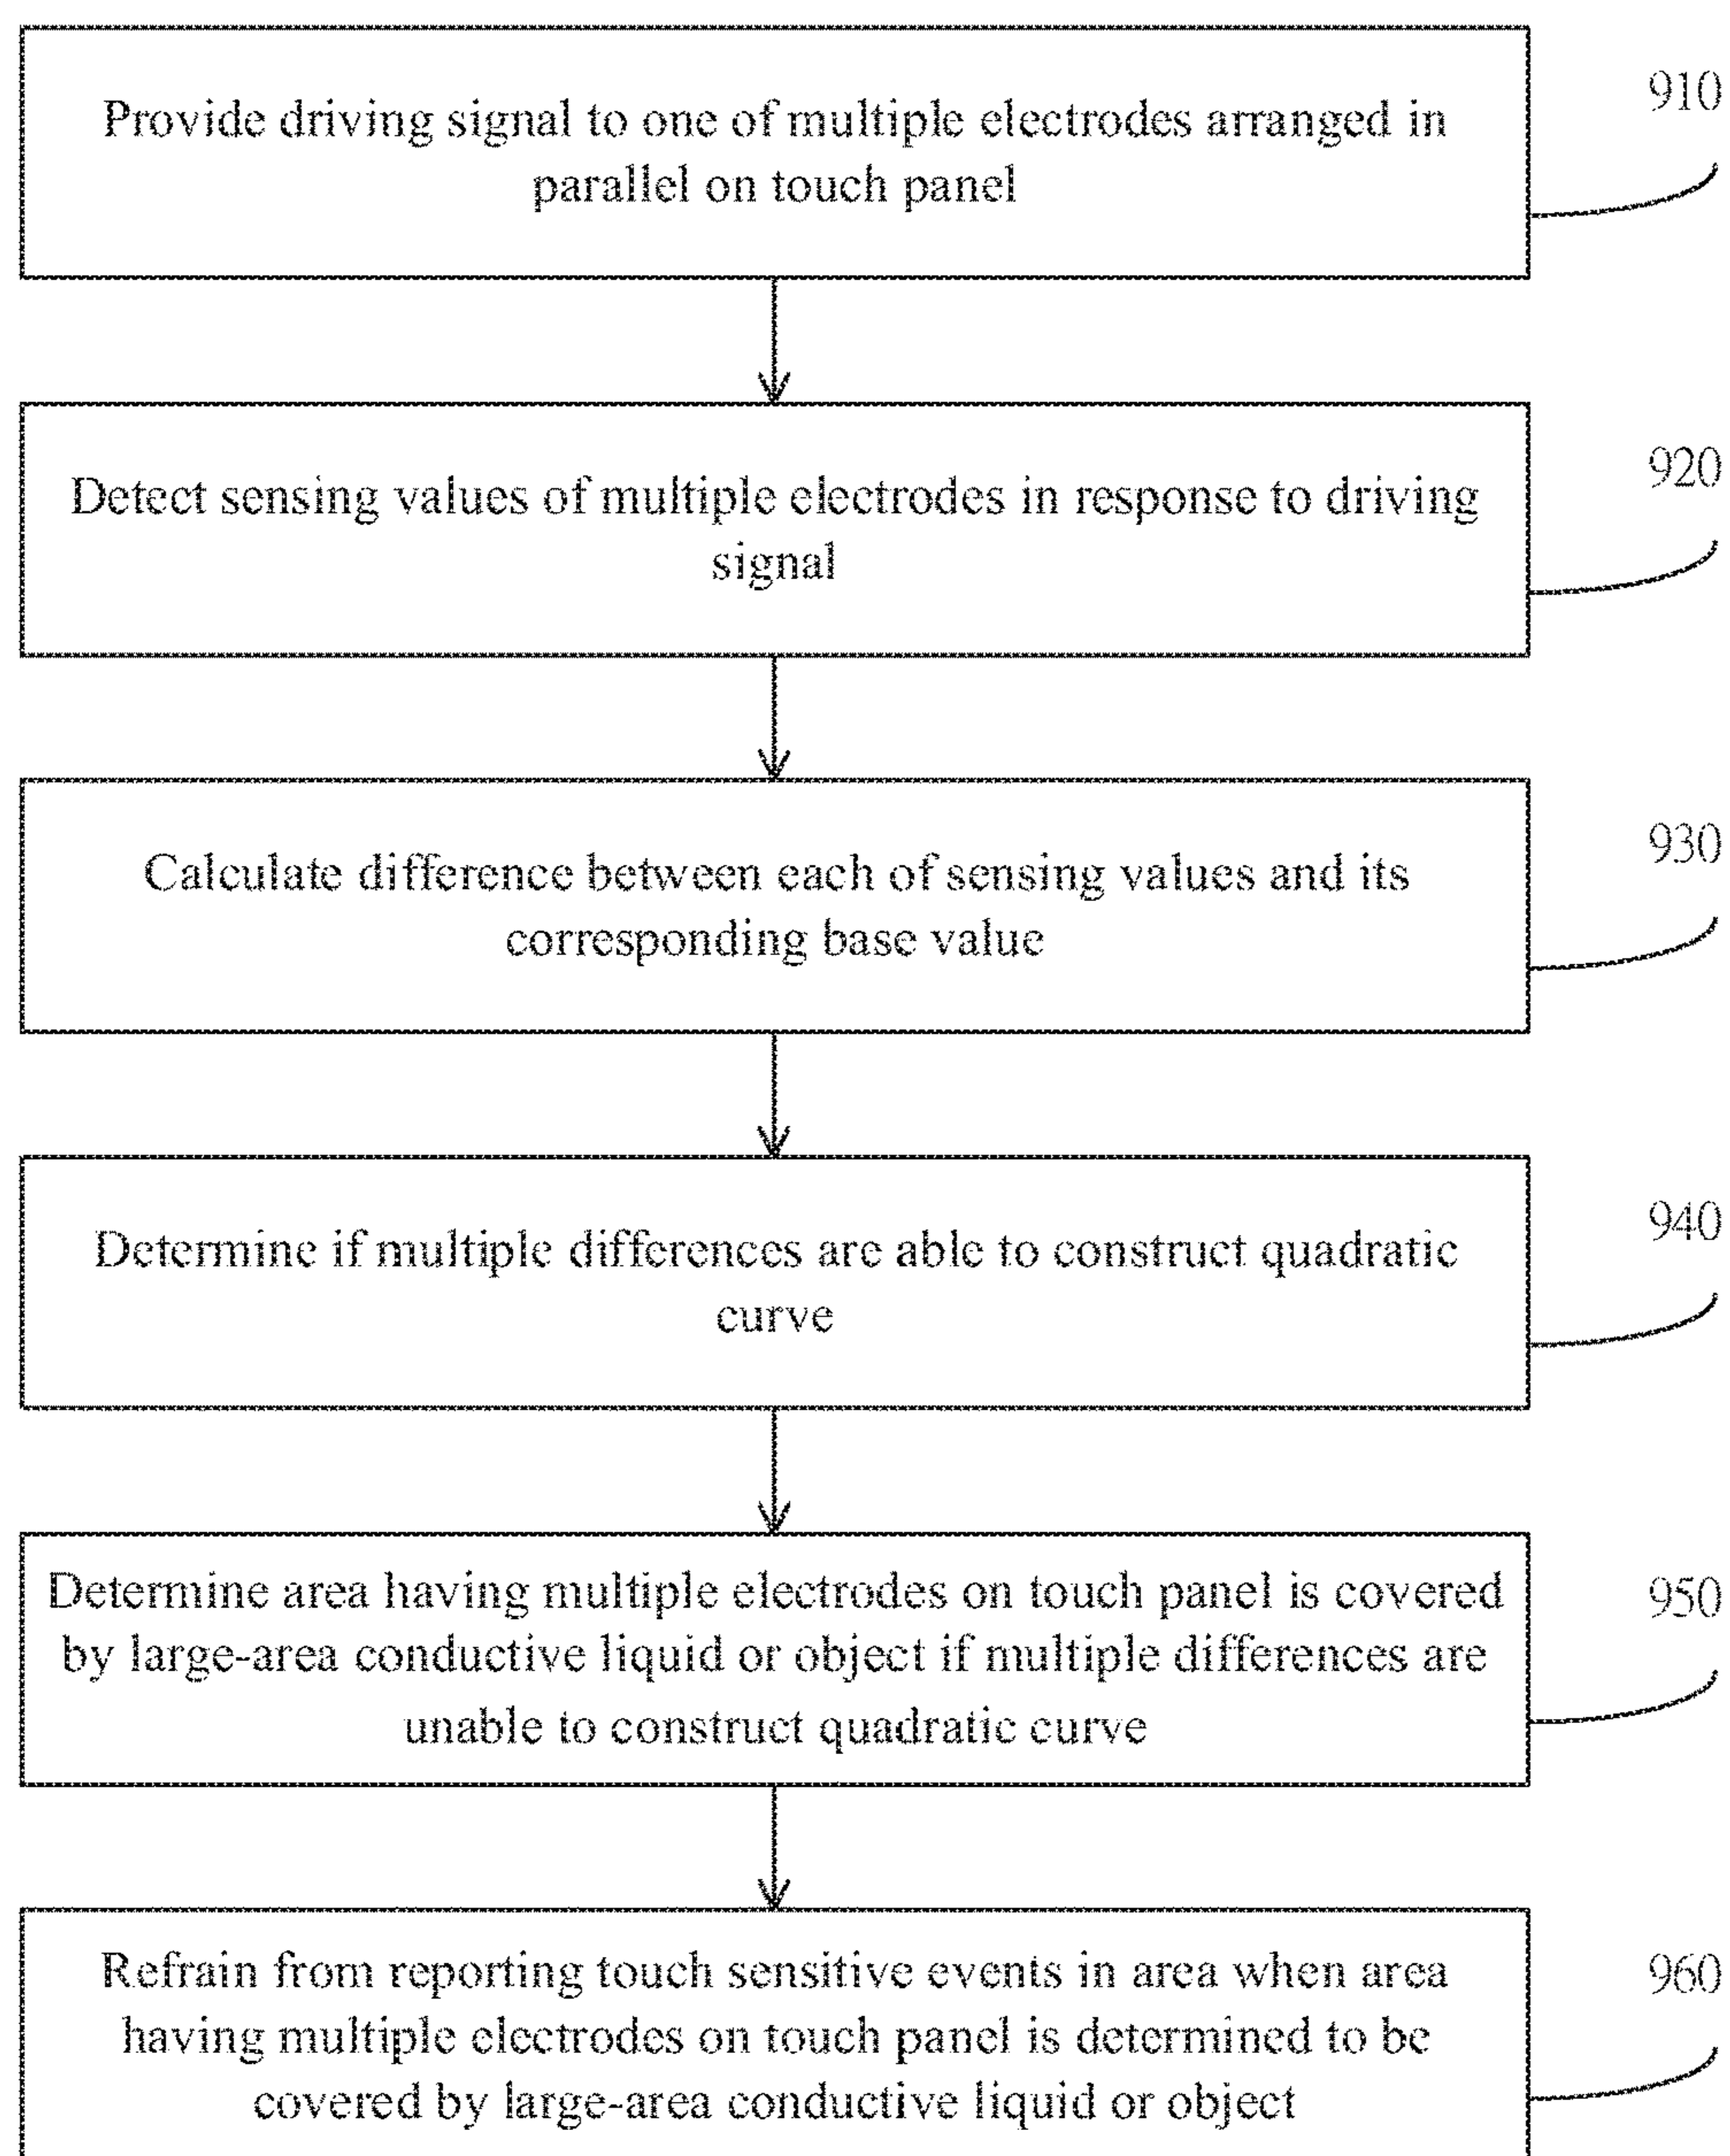 Provide driving signal to one of multiple electrodes arranged in
parallel on touch panel
910
Detect sensing values of multiple electrodes in response to driving
signal
920
Calculate difference between each of sensing values and its
corresponding base value
930
Determine if multiple differences are able to construct quadratic
curve
940
Determine area having multiple electrodes on touch panel is covered
by large-area conductive liquid or object if multiple differences are
unable to construct quadratic curve
950
Refrain from reporting touch sensitive events in area when area
having multiple electrodes on touch panel is determined to be
covered by large-area conductive liquid or object
960